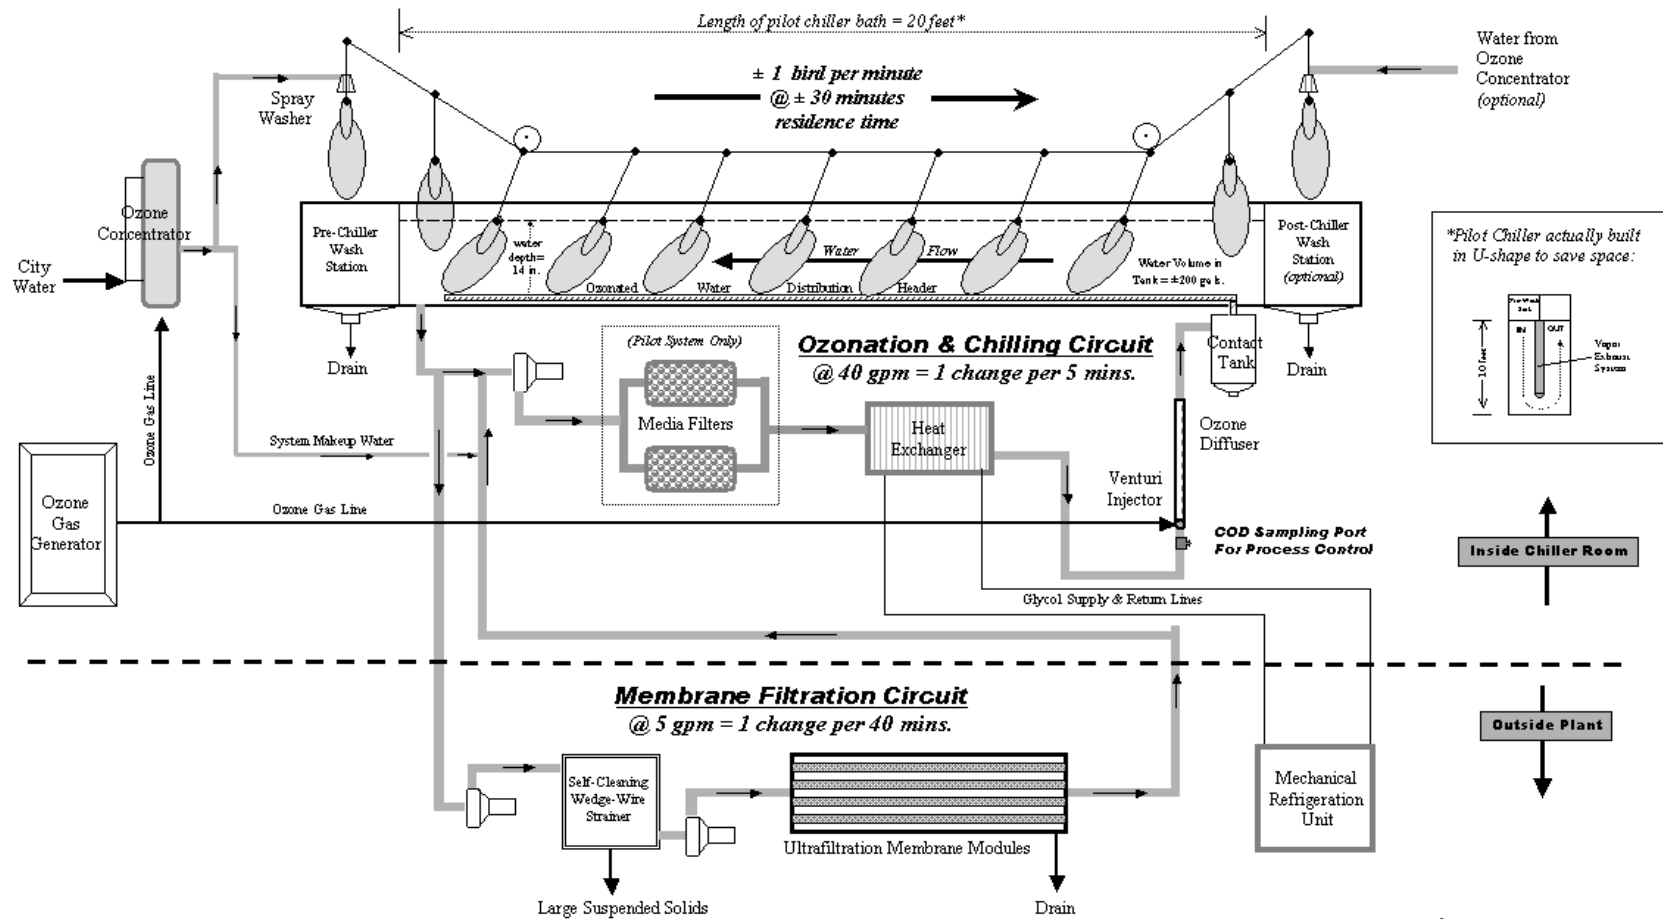 Length of pilot chiller bath = 20 feet*
Water from
Ozone
Concentrator
(optional)
± 1 bird per minute
@ ± 30 minutes
residence time
Spray
Washer
Ozone
Concentrator
City
Water
Pre-Chiller
Wash
Station
water
depth=
14 in.
Water Flow
Water Volume in
Tank = ±200 gals.
Ozonated Water Distribution Header
Post-Chiller
Wash
Station
(optional)
*Pilot Chiller actually built
in U-shape to save space:
IN OUT
10 feet
Vapor
Exhaust
System
Drain
(Pilot System Only)
Media Filters
Ozonation & Chilling Circuit
@ 40 gpm = 1 change per 5 mins.
Contact
Tank
Drain
Ozone Gas Line
System Makeup Water
Heat
Exchanger
Ozone
Diffuser
Venturi
Injector
Ozone
Gas
Generator
Ozone Gas Line
COD Sampling Port
For Process Control
Inside Chiller Room
Glycol Supply & Return Lines
Membrane Filtration Circuit
@ 5 gpm = 1 change per 40 mins.
Outside Plant
Self-Cleaning
Wedge-Wire
Strainer
Mechanical
Refrigeration
Unit
Ultrafiltration Membrane Modules
Large Suspended Solids
Drain